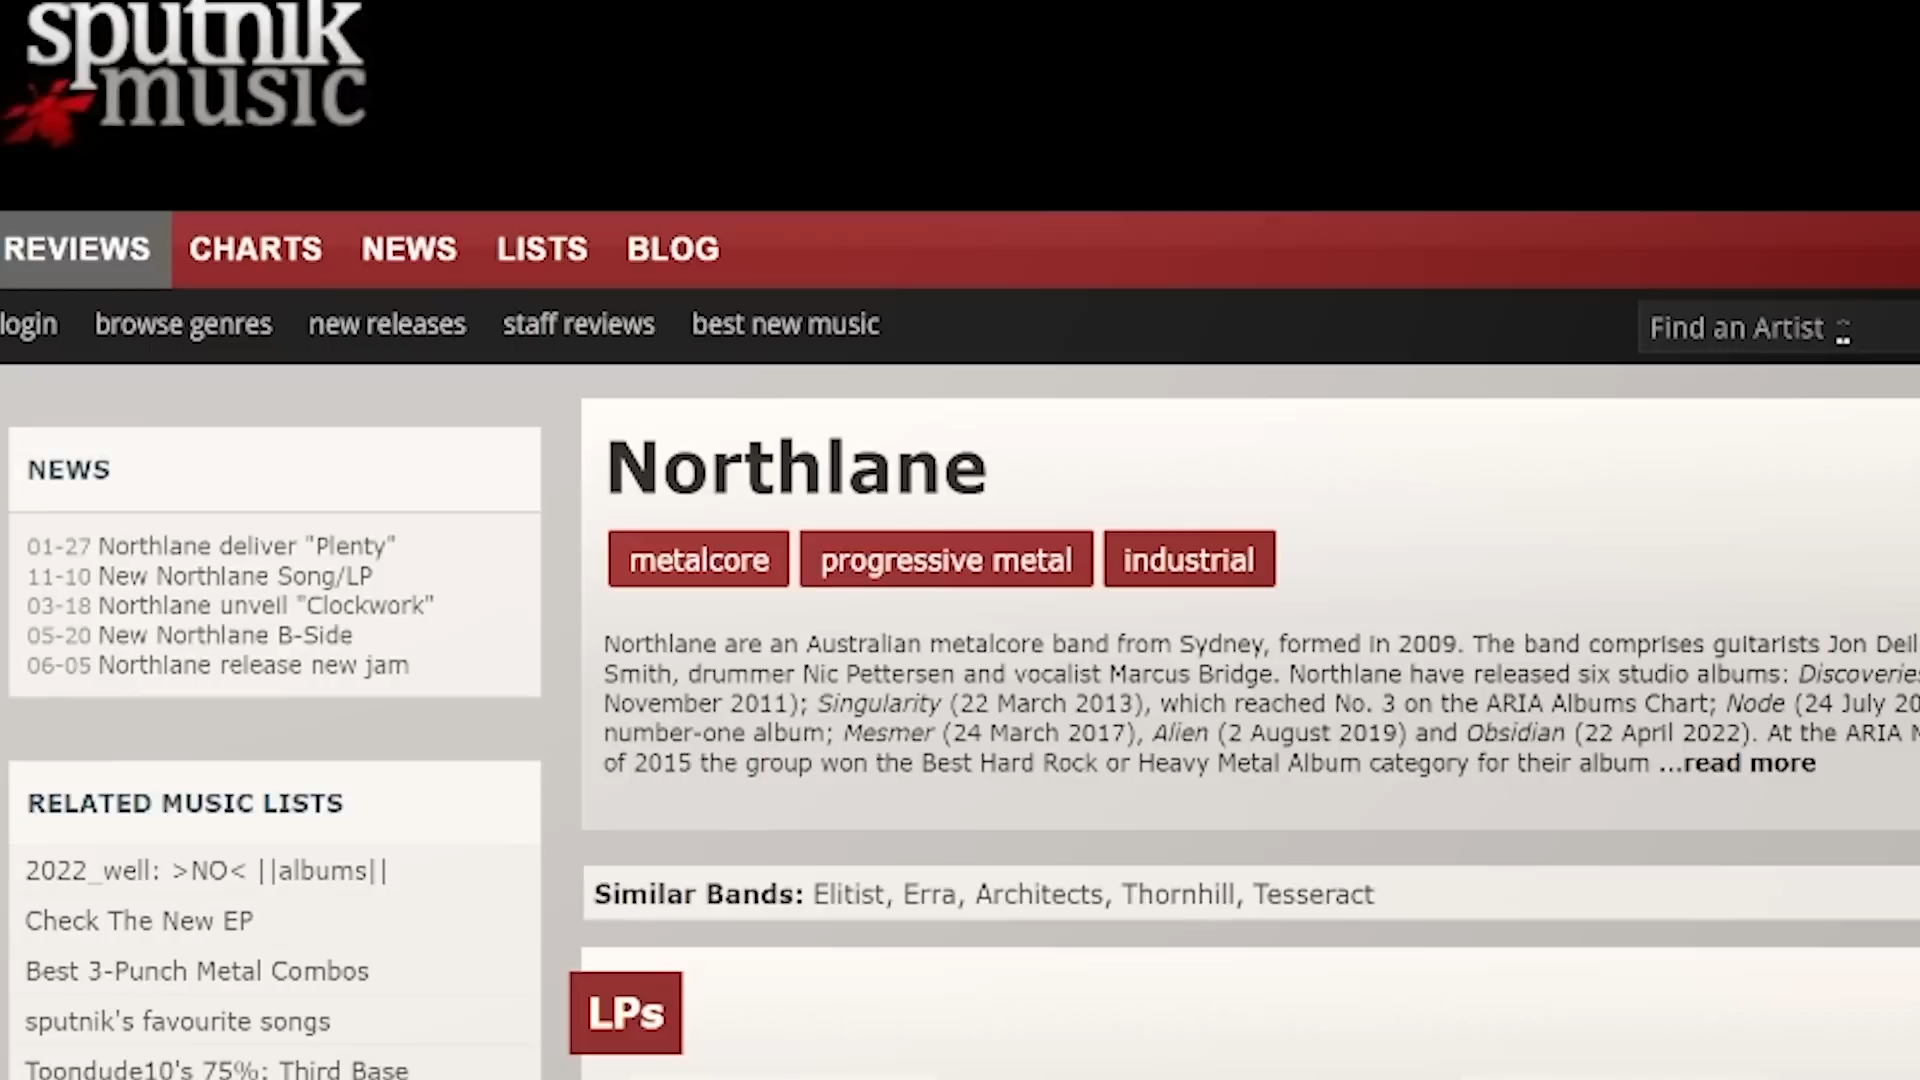 sputnik
music
REVIEWS CHARTS NEWS LISTS BLOG
login browse genres new releases staff reviews best new music Find an Artist
NEWS
01-27 Northlane deliver "Plenty"
11-10 New Northlane Song/LP
03-18 Northlane unveil "Clockwork"
05-20 New Northlane B-Side
06-05 Northlane release new jam
RELATED MUSIC LISTS
2022_well: >NO< ||albums||
Check The New EP
Best 3-Punch Metal Combos
sputnik's favourite songs
Toondude10's 75%: Third Base
Northlane
metalcore progressive metal industrial
Northlane are an Australian metalcore band from Sydney, formed in 2009. The band comprises guitarists Jon Deil
Smith, drummer Nic Pettersen and vocalist Marcus Bridge. Northlane have released six studio albums: Discoveries
November 2011); Singularity (22 March 2013), which reached No. 3 on the ARIA Albums Chart; Node (24 July 20
number-one album; Mesmer (24 March 2017), Alien (2 August 2019) and Obsidian (22 April 2022). At the ARIA M
of 2015 the group won the Best Hard Rock or Heavy Metal Album category for their album ...read more
Similar Bands: Elitist, Erra, Architects, Thornhill, Tesseract
LPs